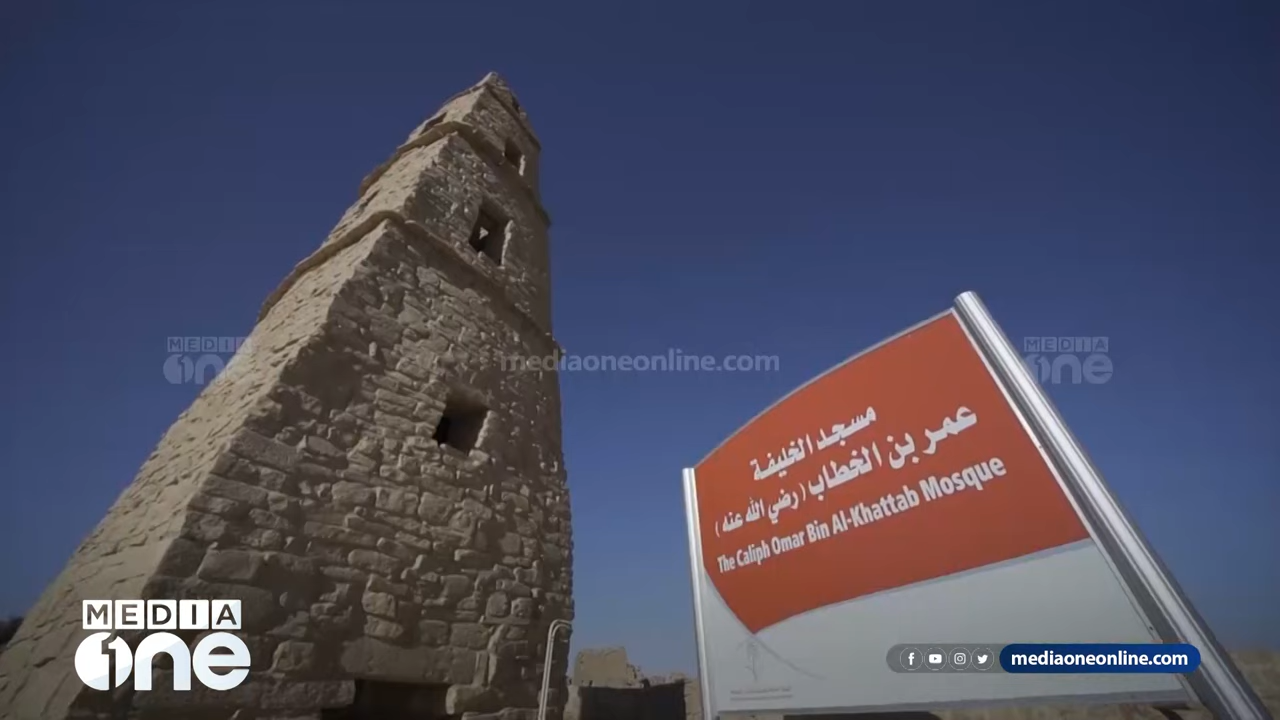 مسجد الخليفة
عمر بن الخطاب (رضي الله عنه)
The Caliph Omar Bin Al-Khattab Mosque
MEDIA
one
mediaoneonline.com
MEDIA
one
MEDIA
one
mediaoneonline.com